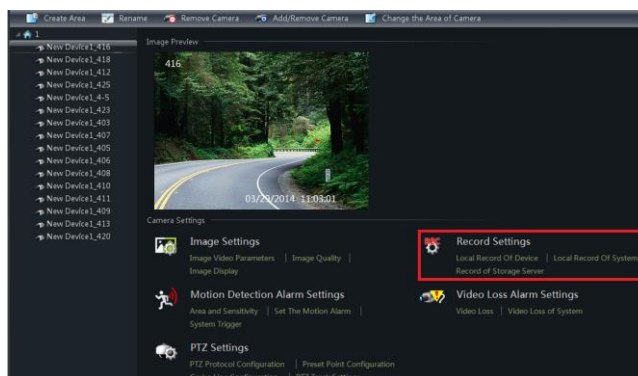 Create Area Rename Remove Camera Add/Remove Camera Change the Area of Camera
1
New Device1_416
New Device1_418
New Device1_412
New Device1_425
New Device1_4-5
New Device1_423
New Device1_403
New Device1_407
New Device1_405
New Device1_406
New Device1_408
New Device1_410
New Device1_411
New Device1_409
New Device1_413
New Device1_420
Image Preview
416
03/29/2014 11:03:01
Camera Settings
Image Settings
Image Video Parameters | Image Quality |
Image Display
Record Settings
Local Record Of Device | Local Record Of System
Record of Storage Server
Motion Detection Alarm Settings
Area and Sensitivity | Set The Motion Alarm |
System Trigger
Video Loss Alarm Settings
Video Loss | Video Loss of System
PTZ Settings
PTZ Protocol Configuration | Preset Point Configuration